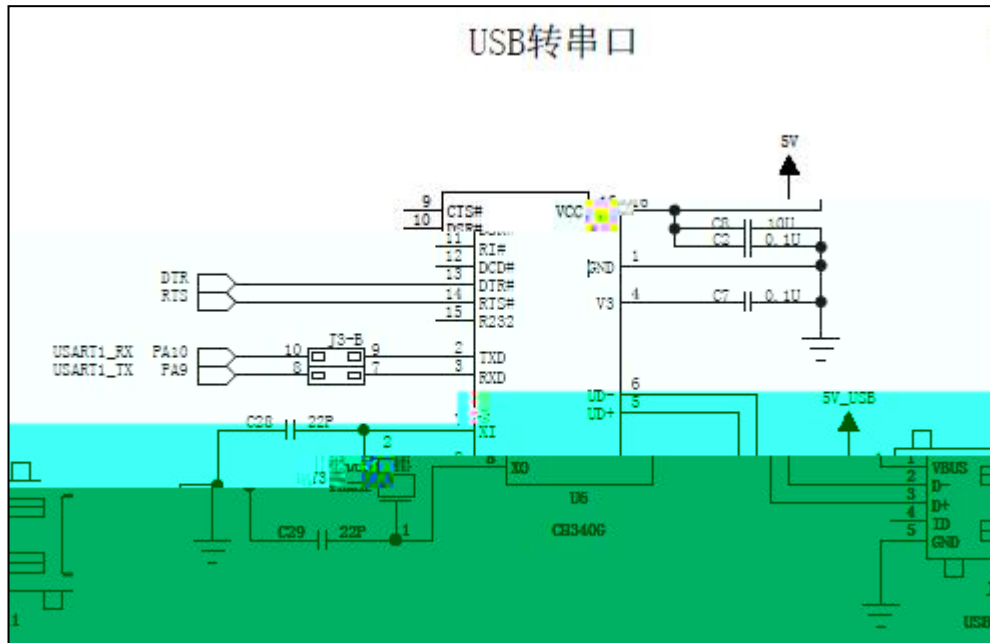 USB转串口
5V
9 CTS# VCC
10
C8 10U
11 C2 0.1U
12 RI# GND 1
13 DCD#
DTR DTR#
RTS 14 RTS# V3 4 C7 0.1U
15 R232
J3-B
USART1_RX PA10 10 9 2 TXD
USART1_TX PA9 8 7 3 RXD
UD- 6
UD+ 5
5V_USB
C28 22P XI
2
8 XO
1 VBUS
2 D-
U6 3 D+
4 ID
C29 22P 1 CH340G 5 GND
1
USB